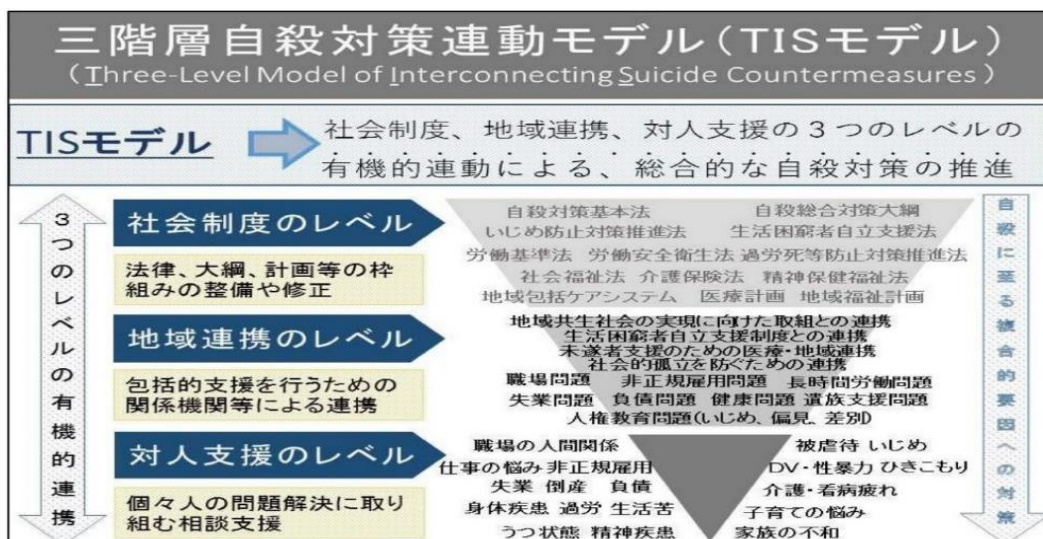 三階層自殺対策連動モデル(TISモデル)
(Three-Level Model of Interconnecting Suicide Countermeasures)
TISモデル
社会制度、地域連携、対人支援の3つのレベルの
有機的連動による、総合的な自殺対策の推進
3つのレベルの有機的連携
社会制度のレベル
法律、大綱、計画等の枠
組みの整備や修正
自殺対策基本法 自殺総合対策大綱
いじめ防止対策推進法 生活困窮者自立支援法
労働基準法 労働安全衛生法 過労死等防止対策推進法
社会福祉法 介護保険法 精神保健福祉法
地域包括ケアシステム 医療計画 地域福祉計画
地域連携のレベル
包括的支援を行うための
関係機関等による連携
地域共生社会の実現に向けた取組との連携
生活困窮者自立支援制度との連携
未遂者支援のための医療・地域連携
社会的孤立を防ぐための連携
職場問題 非正規雇用問題 長時間労働問題
失業問題 負債問題 健康問題 遺族支援問題
人権教育問題(いじめ、偏見、差別)
対人支援のレベル
個々人の問題解決に取り
組む相談支援
職場の人間関係 被虐待 いじめ
仕事の悩み 非正規雇用 DV・性暴力 ひきこもり
失業 倒産 負債 介護・看病疲れ
身体疾患 過労 生活苦 子育ての悩み
うつ状態 精神疾患 家族の不和
自殺に至る複合的要因への対策